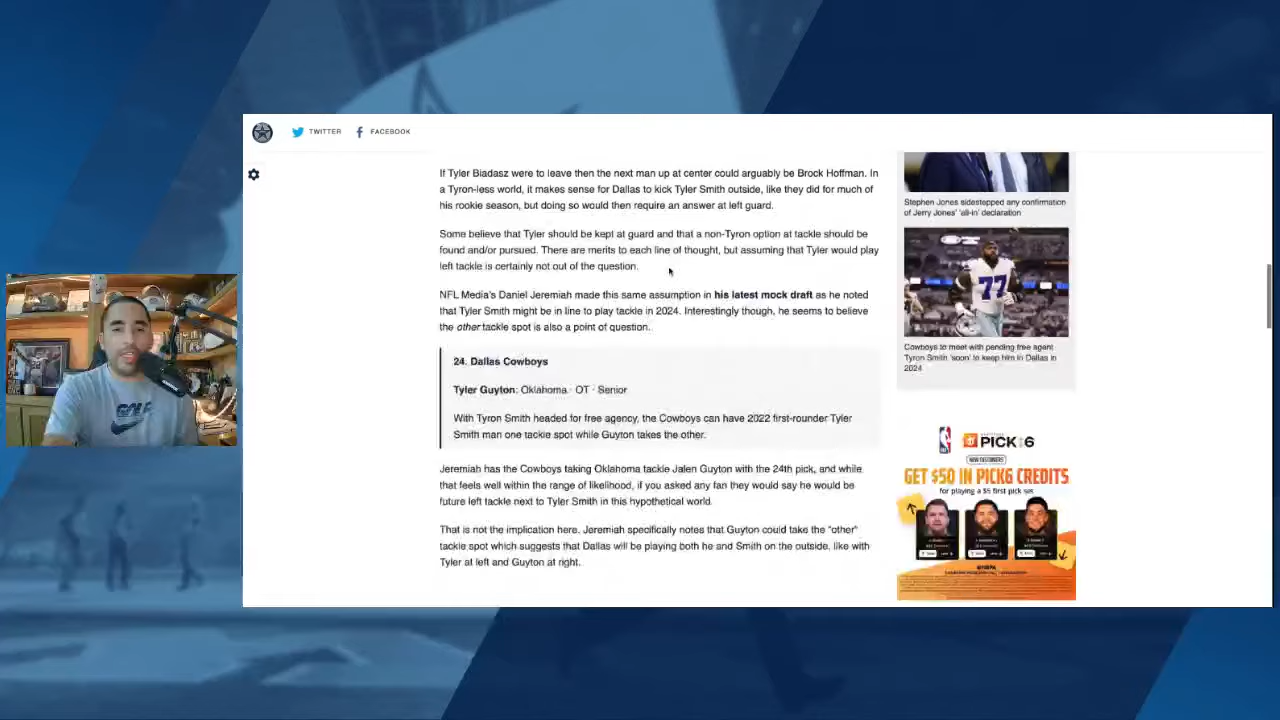 TWITTER
FACEBOOK
If Tyler Biadasz were to leave then the next man up at center could arguably be Brock Hoffman. In
a Tyron-less world, it makes sense for Dallas to kick Tyler Smith outside, like they did for much of
his rookie season, but doing so would then require an answer at left guard.
Some believe that Tyler should be kept at guard and that a non-Tyron option at tackle should be
found and/or pursued. There are merits to each line of thought, but assuming that Tyler would play
left tackle is certainly not out of the question.
NFL Media's Daniel Jeremiah made this same assumption in his latest mock draft as he noted
that Tyler Smith might be in line to play tackle in 2024. Interestingly though, he seems to believe
the other tackle spot is also a point of question.
24. Dallas Cowboys
Tyler Guyton: Oklahoma · OT · Senior
With Tyron Smith headed for free agency, the Cowboys can have 2022 first-rounder Tyler
Smith man one tackle spot while Guyton takes the other.
Jeremiah has the Cowboys taking Oklahoma tackle Jalen Guyton with the 24th pick, and while
that feels well within the range of likelihood, if you asked any fan they would say he would be
future left tackle next to Tyler Smith in this hypothetical world.
That is not the implication here. Jeremiah specifically notes that Guyton could take the "other"
tackle spot which suggests that Dallas will be playing both he and Smith on the outside, like with
Tyler at left and Guyton at right.
Stephen Jones sidestepped any confirmation
of Jerry Jones' 'all-in' declaration
77
Cowboys to meet with pending free agent
Tyron Smith 'soon' to keep him in Dallas in
2024
PICK 6
NEW CUSTOMERS
GET $50 IN PICK6 CREDITS
for playing a $5 first pick set
GOLF